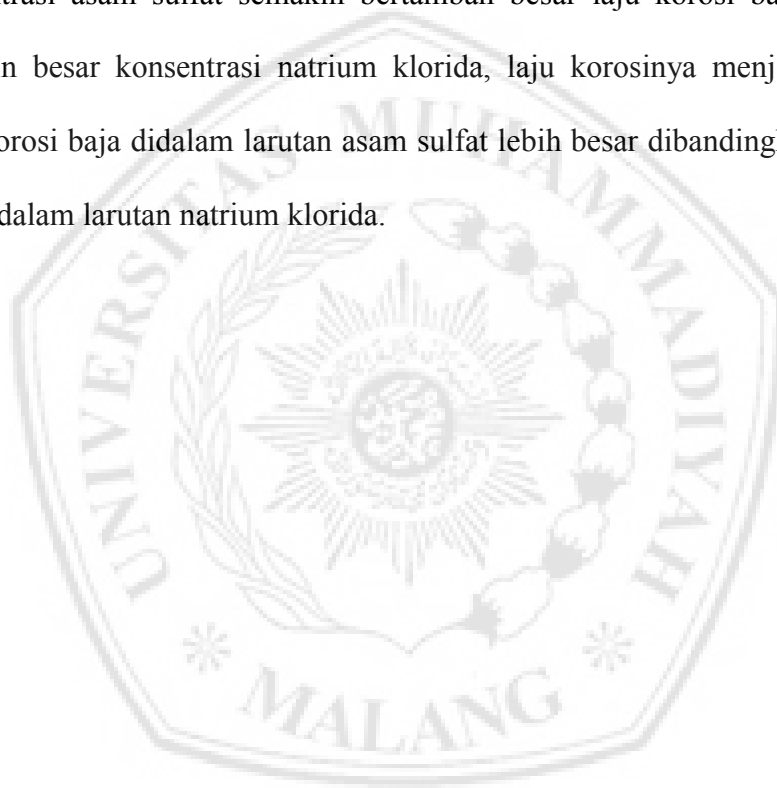 trasi asam sulfat semakin bertambah besar laju korosi ba
n besar konsentrasi natrium klorida, laju korosinya menj
orosi baja didalam larutan asam sulfat lebih besar dibandingk
dalam larutan natrium klorida.
UNIVERSITAS MUHAMMADIYAH
MALANG